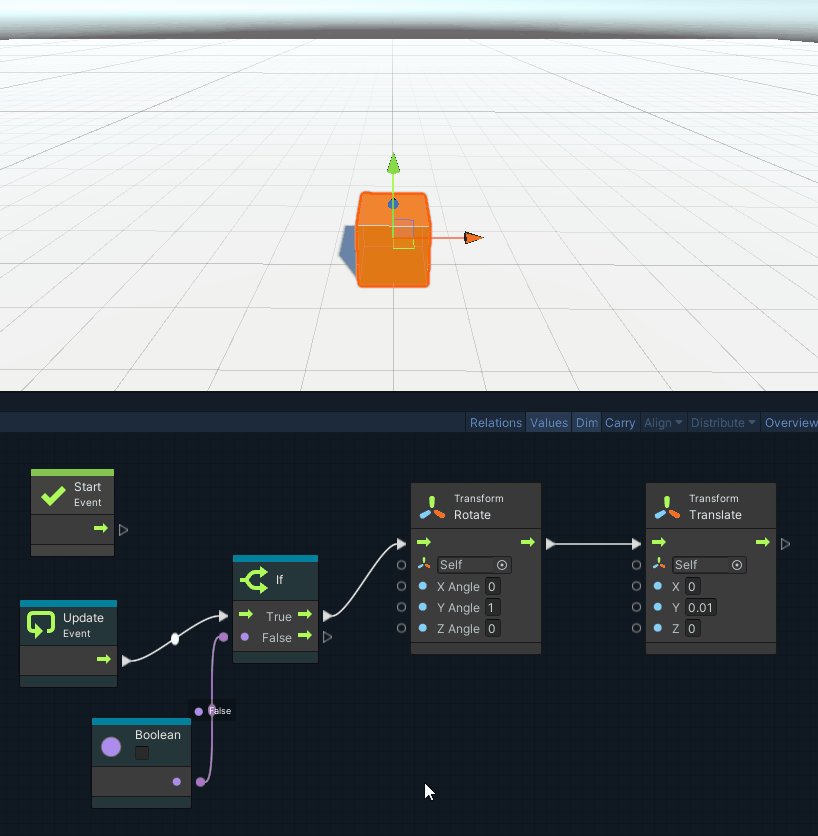 Relations Values Dim Carry Align Distribute Overview
Start
Event
Update
Event
If
True
False
Boolean
False
Transform
Rotate
Self
X Angle 0
Y Angle 1
Z Angle 0
Transform
Translate
Self
X 0
Y 0.01
Z 0